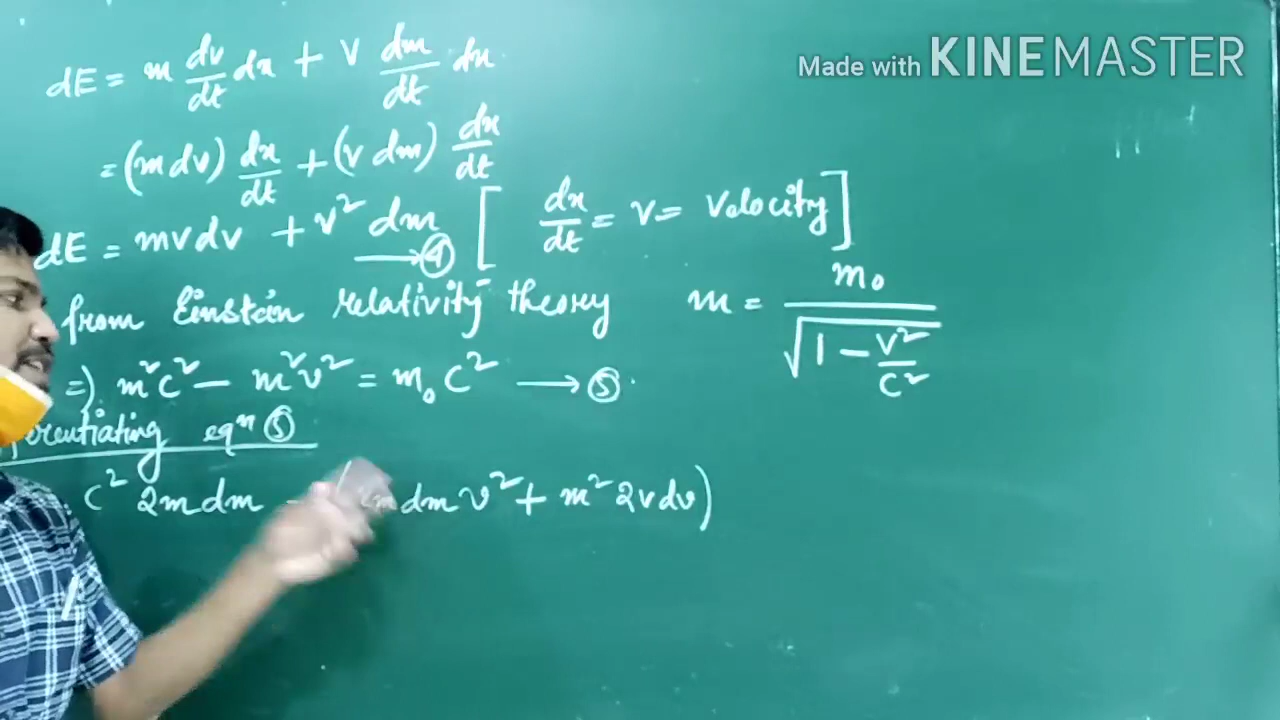 Made with KINEMASTER
dE = m dv/dt dx + v dm/dt dx.
= (m dv) dx/dt + (v dm) dx/dt
dE = mvdv + v² dm → ④ [ dx/dt = v = velocity ]
from Einstein relativity theory m = m₀ / √(1 − v²/c²)
⇒) m²c² − m²v² = m₀c² → ⑤.
eqⁿ ⑤
c² 2m dm − (2m dm v² + m² 2v dv)